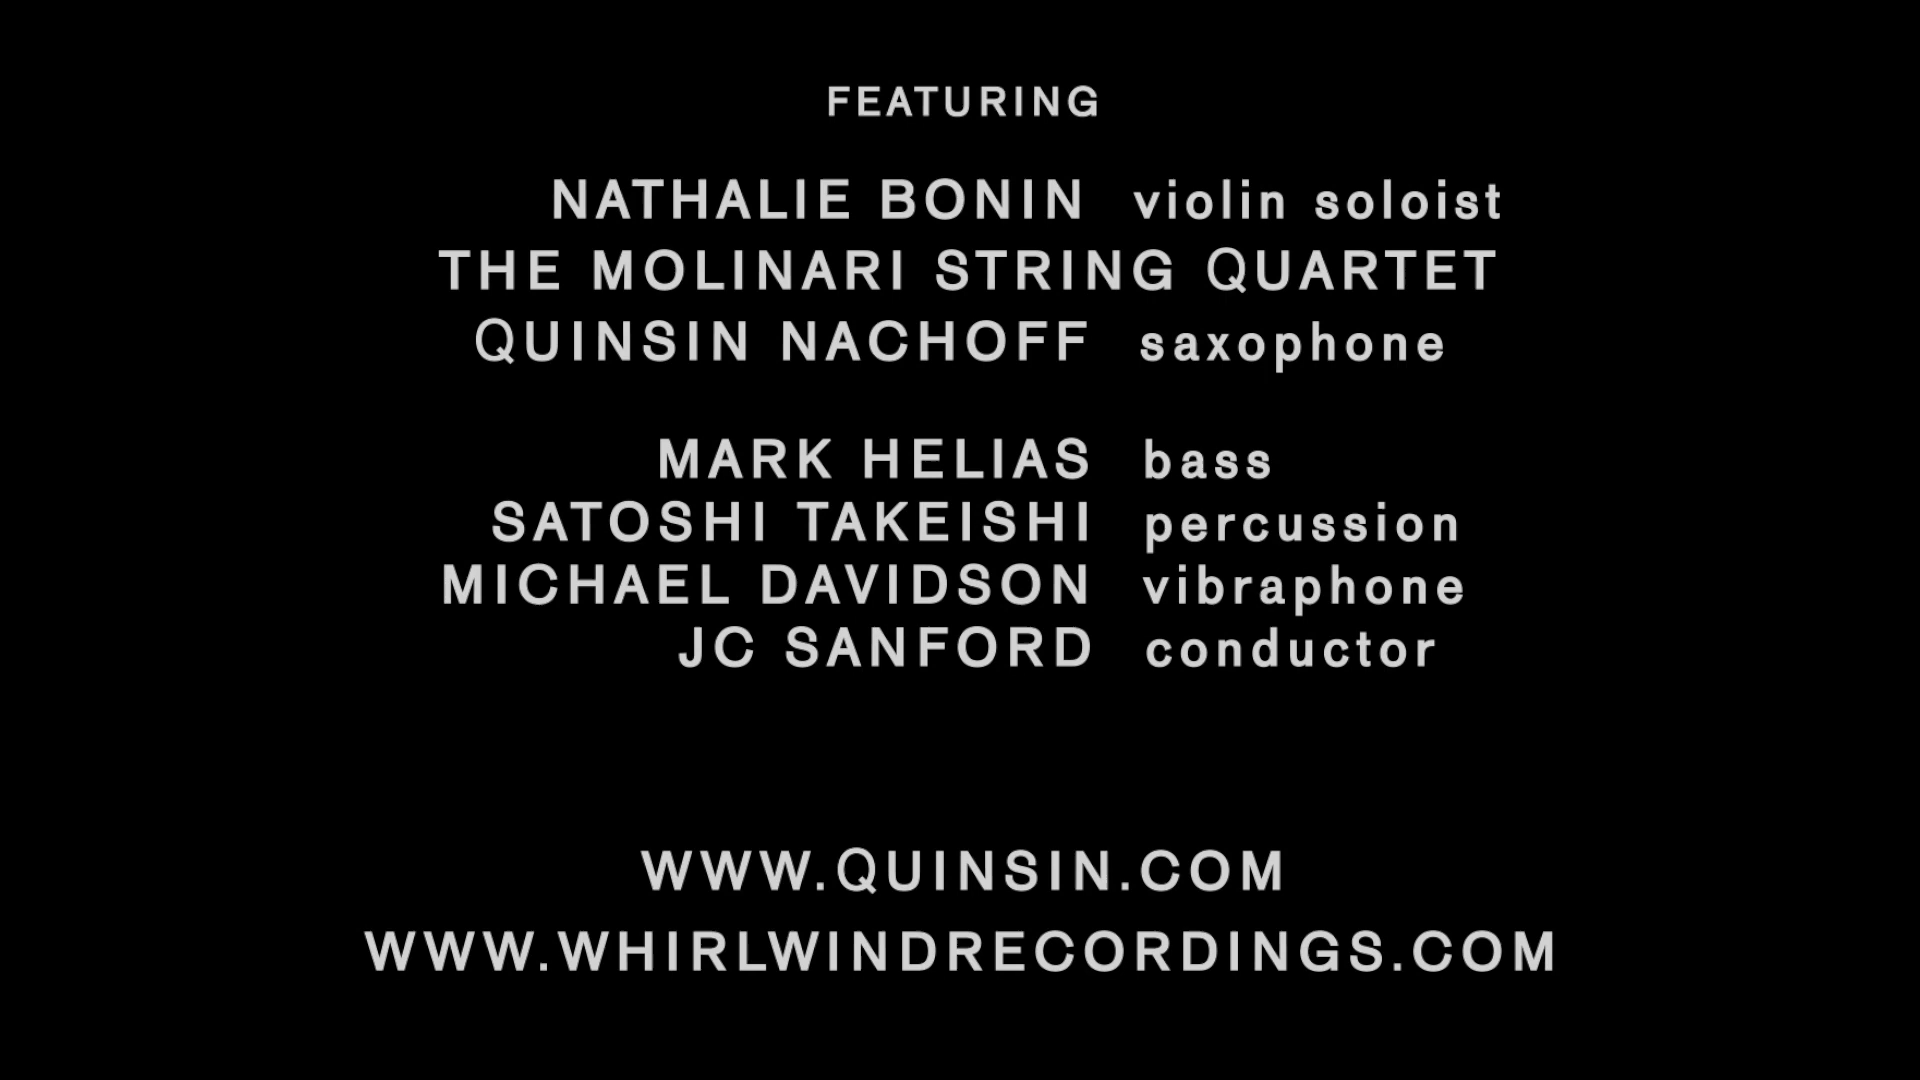 FEATURING
NATHALIE BONIN violin soloist
THE MOLINARI STRING QUARTET
QUINSIN NACHOFF saxophone
MARK HELIAS bass
SATOSHI TAKEISHI percussion
MICHAEL DAVIDSON vibraphone
JC SANFORD conductor
WWW.QUINSIN.COM
WWW.WHIRLWINDRECORDINGS.COM